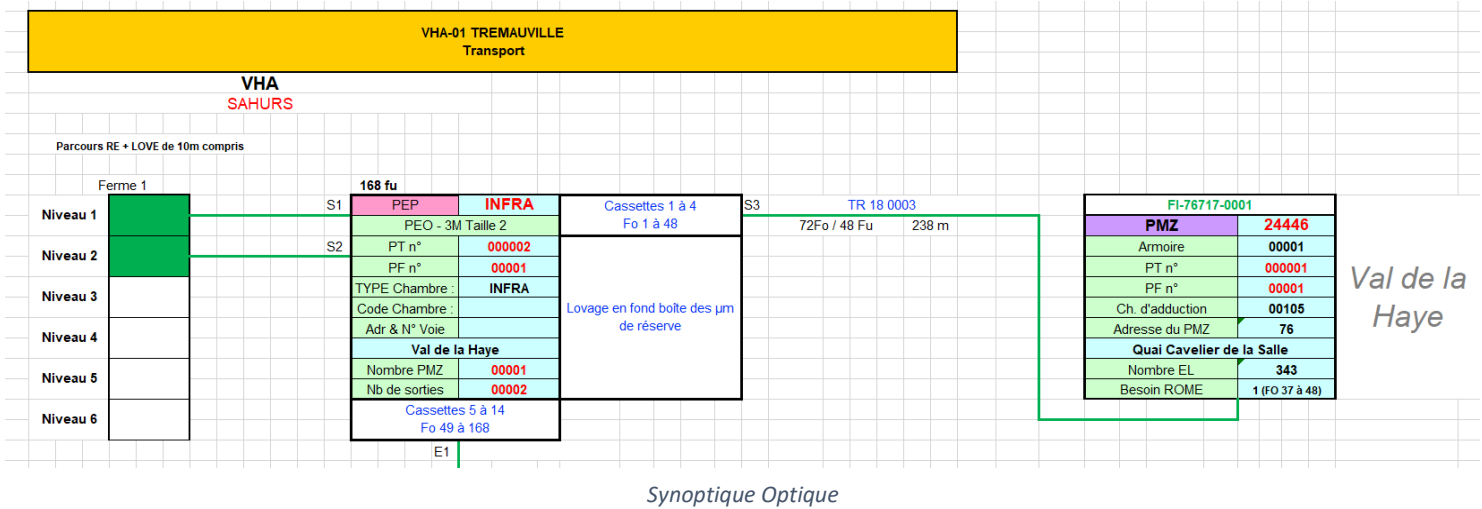 VHA-01 TREMAUVILLE
Transport
VHA
SAHURS
Parcours RE + LOVE de 10m compris
Ferme 1
Niveau 1
Niveau 2
Niveau 3
Niveau 4
Niveau 5
Niveau 6
168 fu
S1
S2
PEP INFRA
PEO - 3M Taille 2
PT n° 000002
PF n° 00001
TYPE Chambre : INFRA
Code Chambre :
Adr & N° Voie
Val de la Haye
Nombre PMZ 00001
Nb de sorties 00002
Cassettes 5 à 14
Fo 49 à 168
E1
Cassettes 1 à 4
Fo 1 à 48
Lovage en fond boîte des µm
de réserve
S3 TR 18 0003
72Fo / 48 Fu 238 m
FI-76717-0001
PMZ 24446
Armoire 00001
PT n° 000001
PF n° 00001
Ch. d'adduction 00105
Adresse du PMZ 76
Quai Cavelier de la Salle
Nombre EL 343
Besoin ROME 1 (FO 37 à 48)
Val de la
Haye
Synoptique Optique